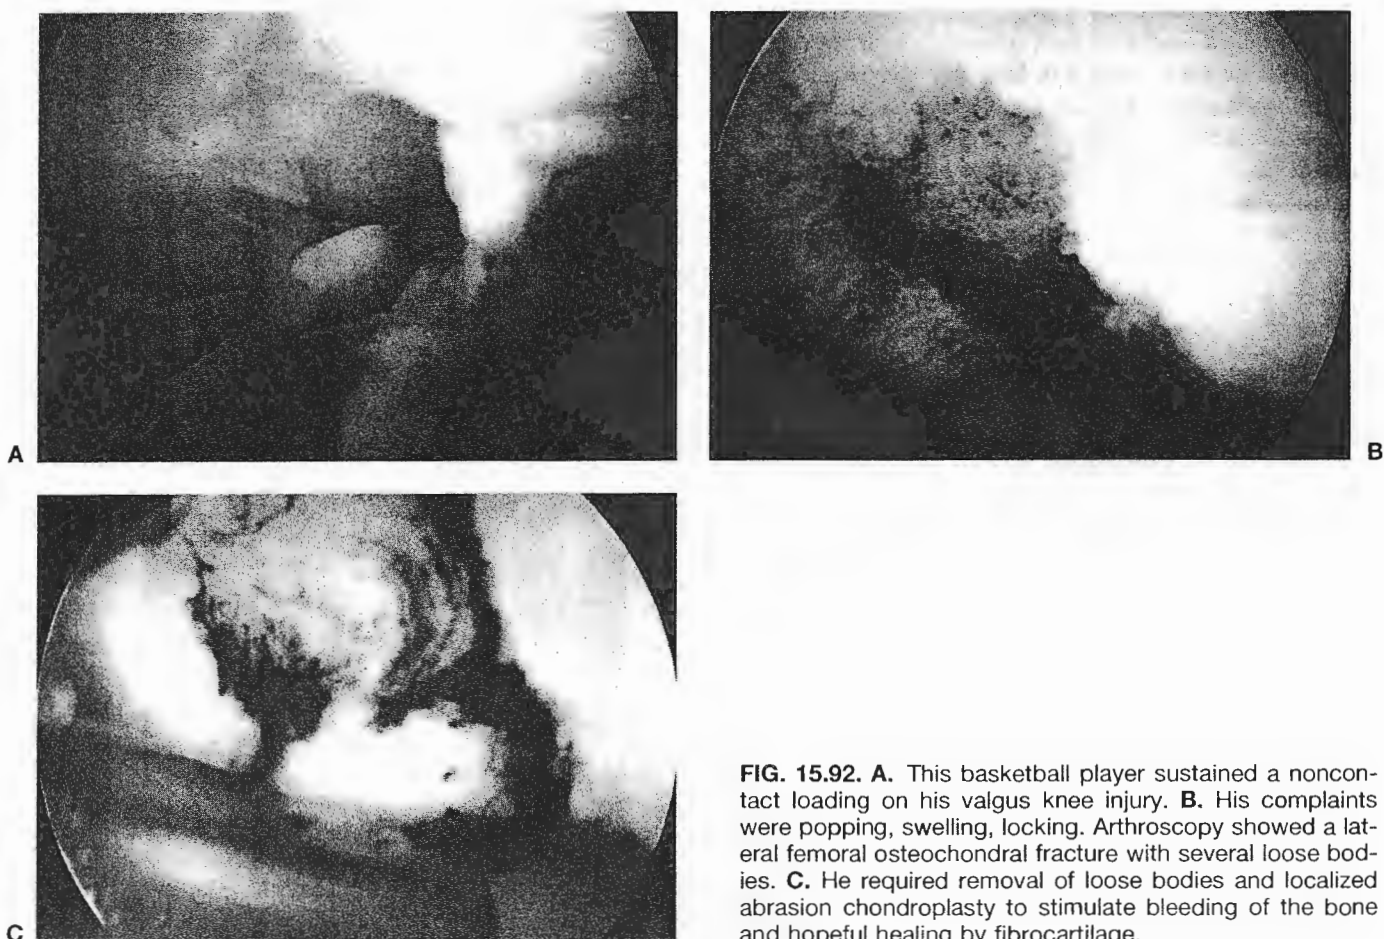 A
B
C
FIG. 15.92. A. This basketball player sustained a noncon-
tact loading on his valgus knee injury. B. His complaints
were popping, swelling, locking. Arthroscopy showed a lat-
eral femoral osteochondral fracture with several loose bod-
ies. C. He required removal of loose bodies and localized
abrasion chondroplasty to stimulate bleeding of the bone
and hopeful healing by fibrocartilage.